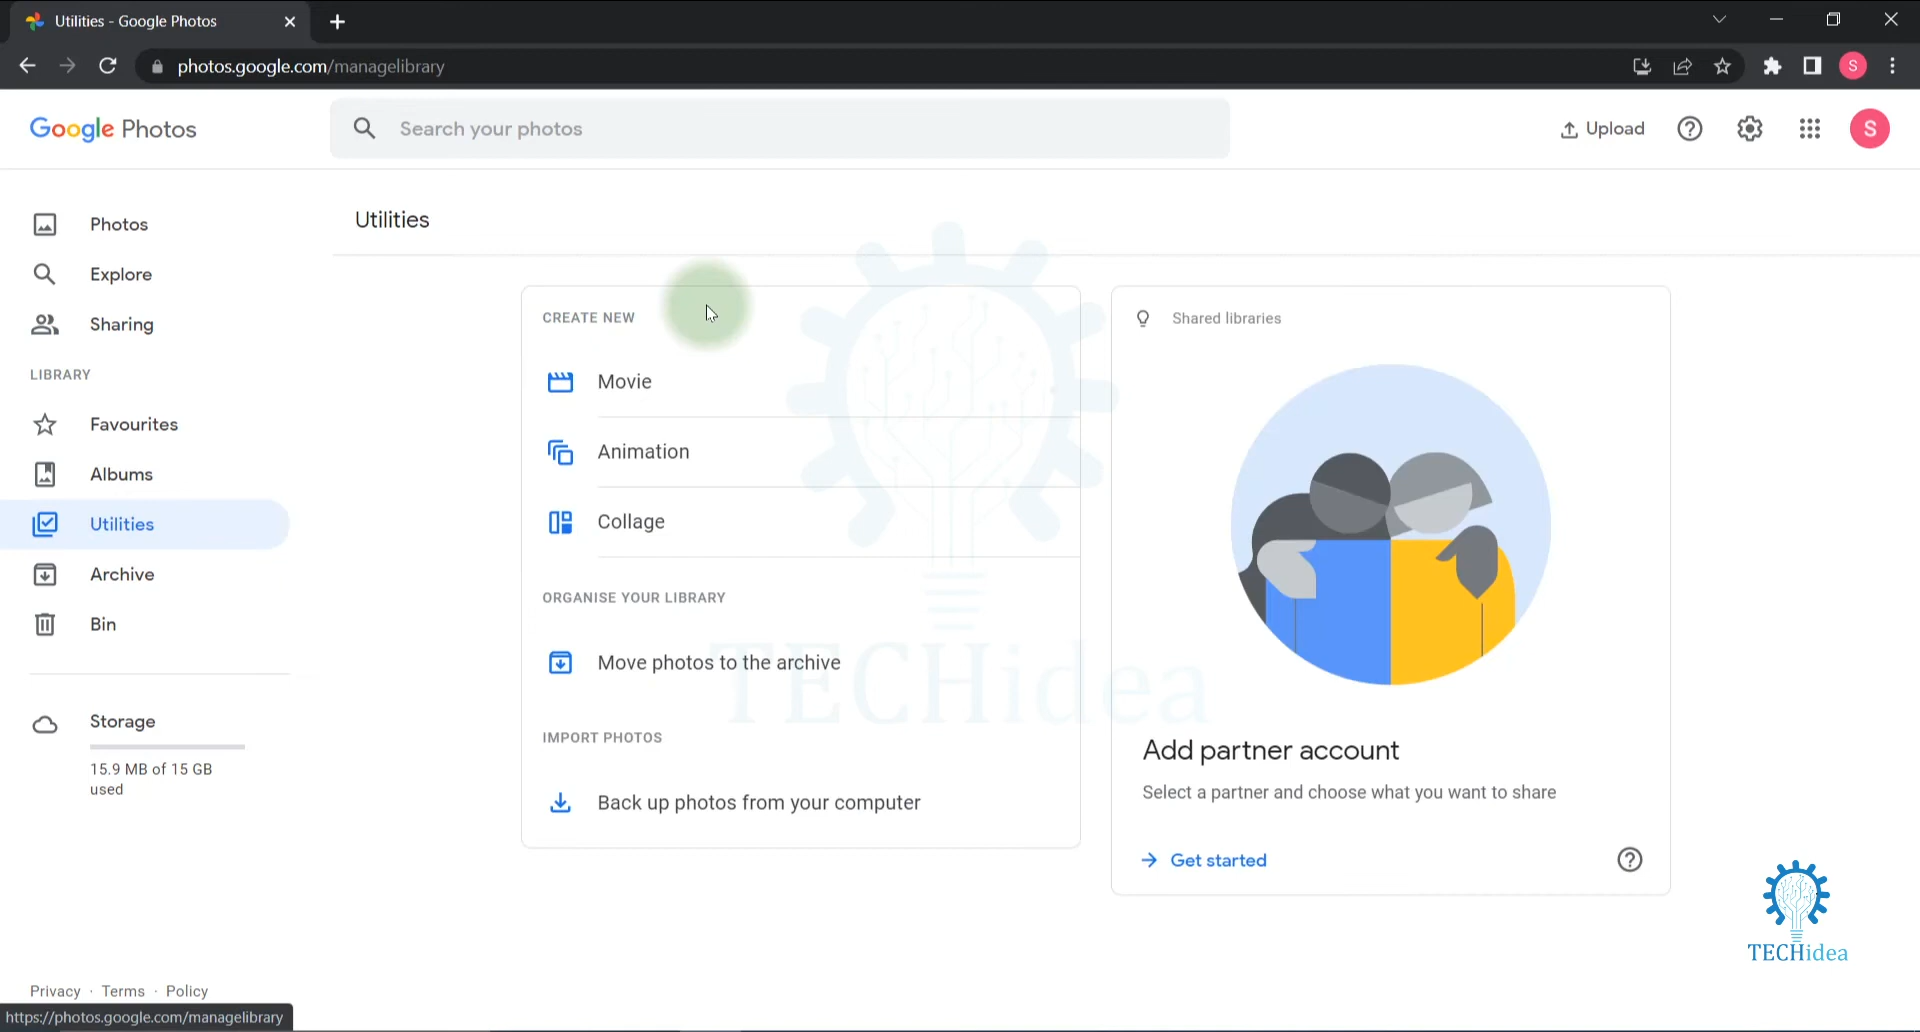 Utilities - Google Photos
photos.google.com/managelibrary
S
Google Photos
Search your photos
Upload
S
Photos
Explore
Sharing
LIBRARY
Favourites
Albums
Utilities
Archive
Bin
Storage
15.9 MB of 15 GB
used
Utilities
CREATE NEW
Movie
Animation
Collage
ORGANISE YOUR LIBRARY
Move photos to the archive
IMPORT PHOTOS
Back up photos from your computer
Shared libraries
Add partner account
Select a partner and choose what you want to share
Get started
TECHidea
TECHidea
Privacy · Terms · Policy
https://photos.google.com/managelibrary